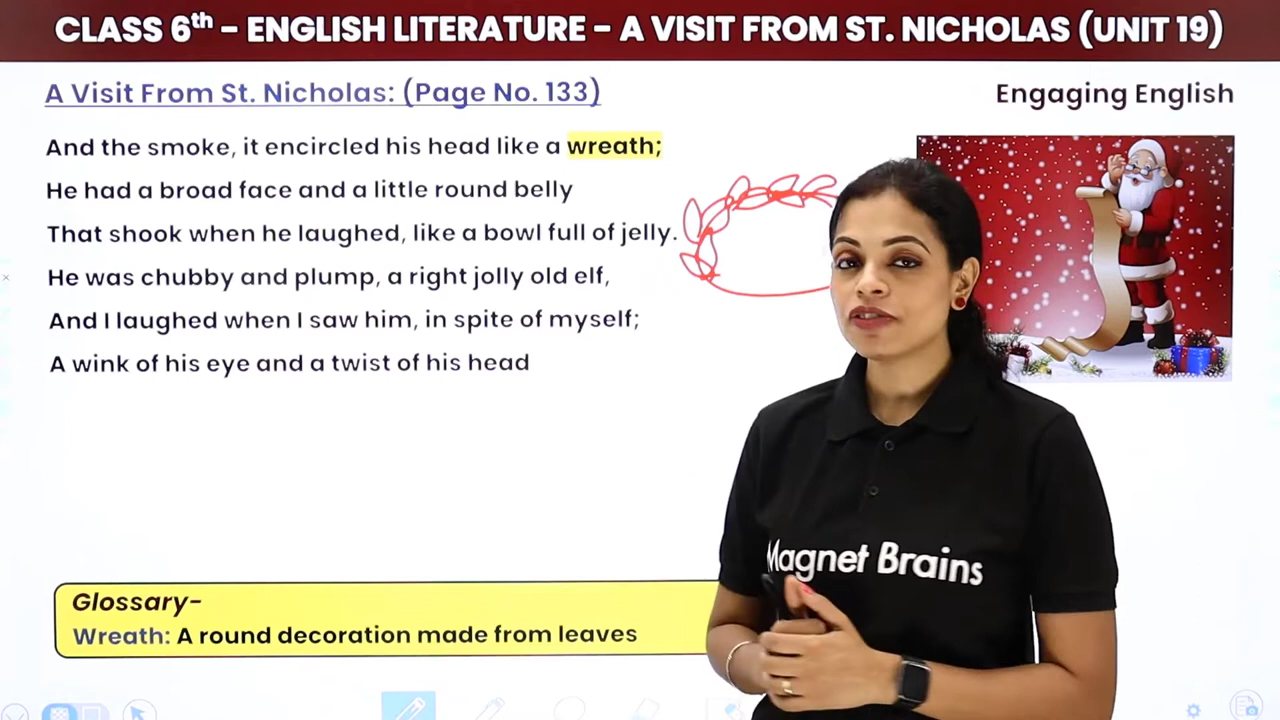 CLASS 6th – ENGLISH LITERATURE – A VISIT FROM ST. NICHOLAS (UNIT 19)
A Visit From St. Nicholas: (Page No. 133)
Engaging English
And the smoke, it encircled his head like a wreath;
He had a broad face and a little round belly
That shook when he laughed, like a bowl full of jelly.
He was chubby and plump, a right jolly old elf,
And I laughed when I saw him, in spite of myself;
A wink of his eye and a twist of his head
Magnet Brains
Glossary-
Wreath: A round decoration made from leaves